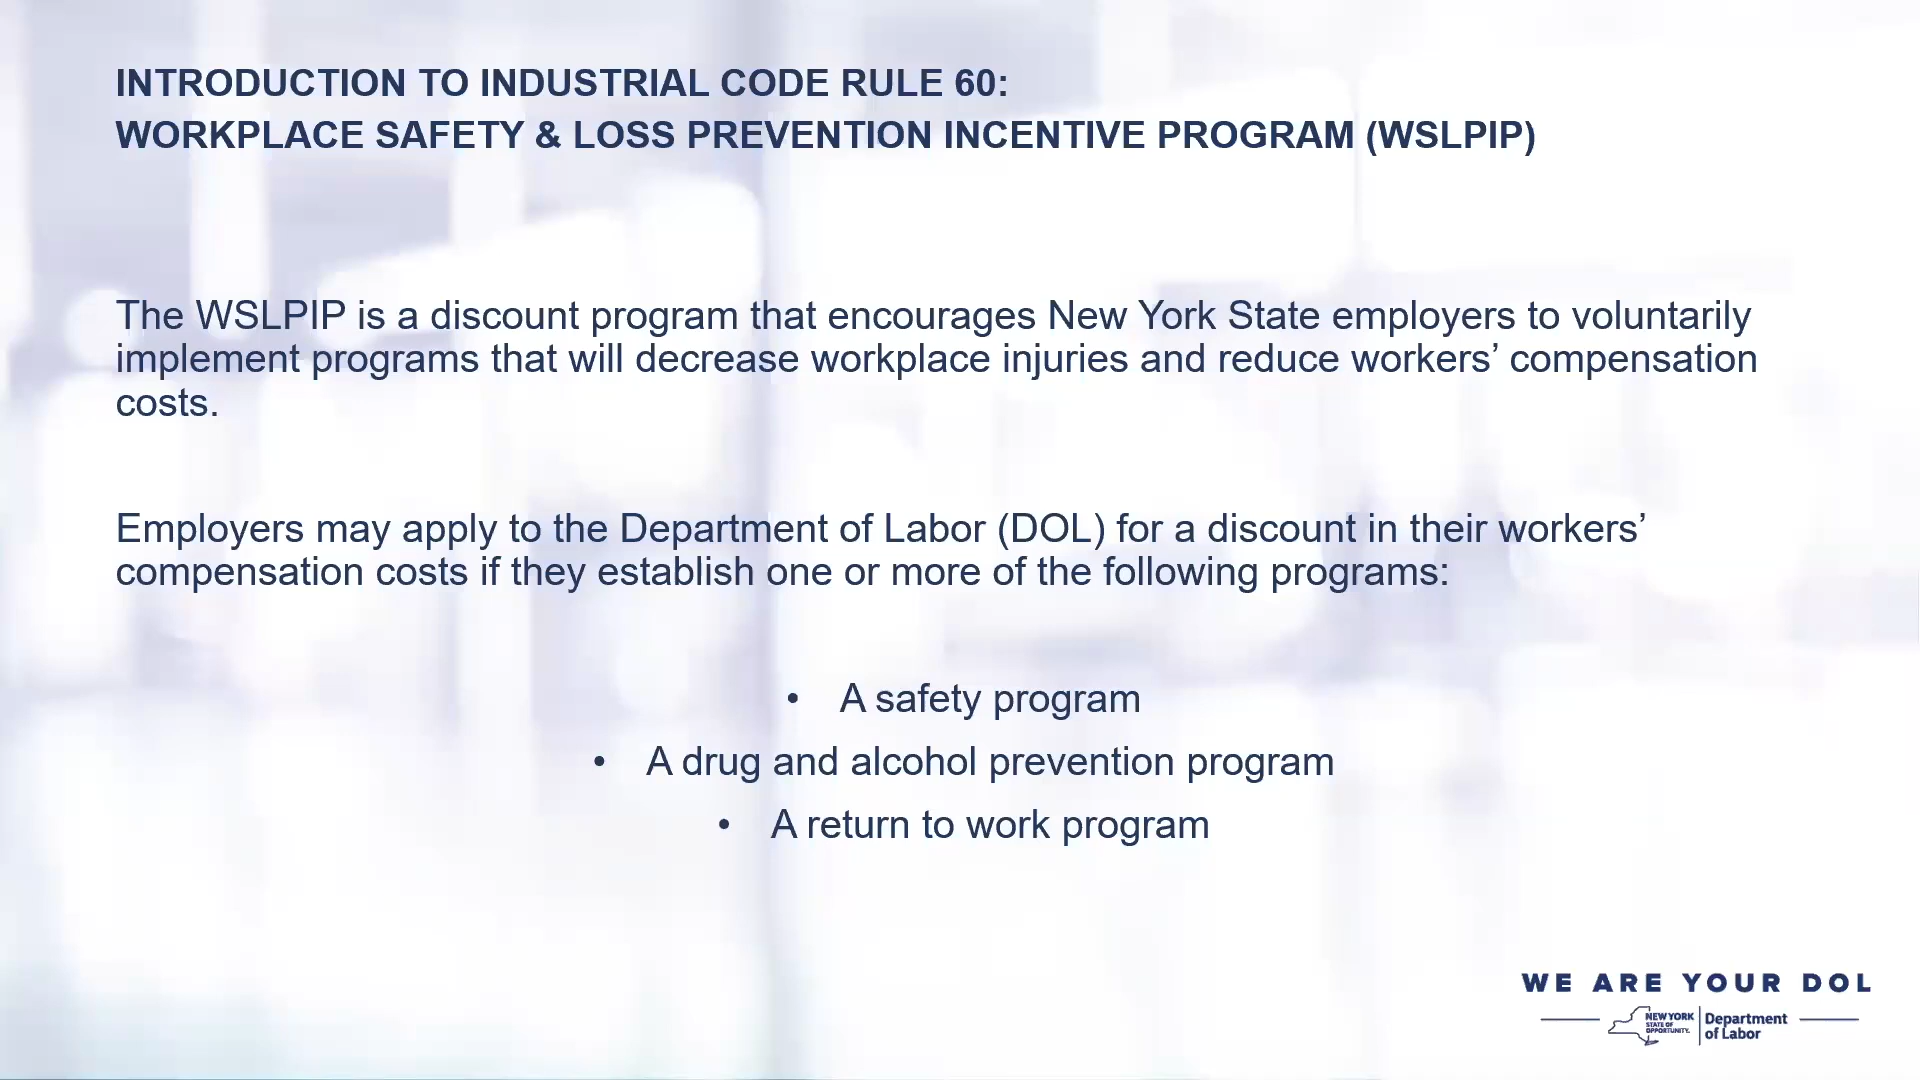 INTRODUCTION TO INDUSTRIAL CODE RULE 60:
WORKPLACE SAFETY & LOSS PREVENTION INCENTIVE PROGRAM (WSLPIP)
The WSLPIP is a discount program that encourages New York State employers to voluntarily
implement programs that will decrease workplace injuries and reduce workers’ compensation
costs.
Employers may apply to the Department of Labor (DOL) for a discount in their workers’
compensation costs if they establish one or more of the following programs:
• A safety program
• A drug and alcohol prevention program
• A return to work program
WE ARE YOUR DOL
NEW YORK
STATE OF
OPPORTUNITY.
Department
of Labor